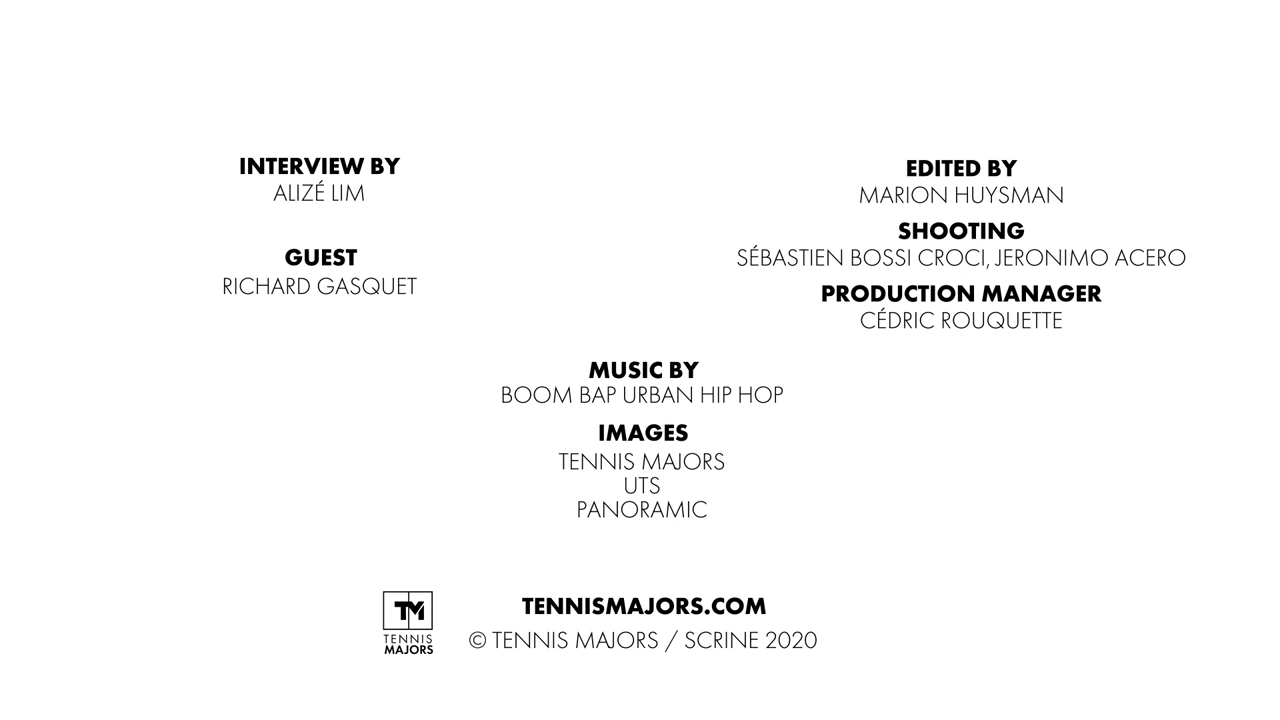 INTERVIEW BY
ALIZÉ LIM
GUEST
RICHARD GASQUET
EDITED BY
MARION HUYSMAN
SHOOTING
SÉBASTIEN BOSSI CROCI, JERONIMO ACERO
PRODUCTION MANAGER
CÉDRIC ROUQUETTE
MUSIC BY
BOOM BAP URBAN HIP HOP
IMAGES
TENNIS MAJORS
UTS
PANORAMIC
TM
TENNIS
MAJORS
TENNISMAJORS.COM
© TENNIS MAJORS / SCRINE 2020